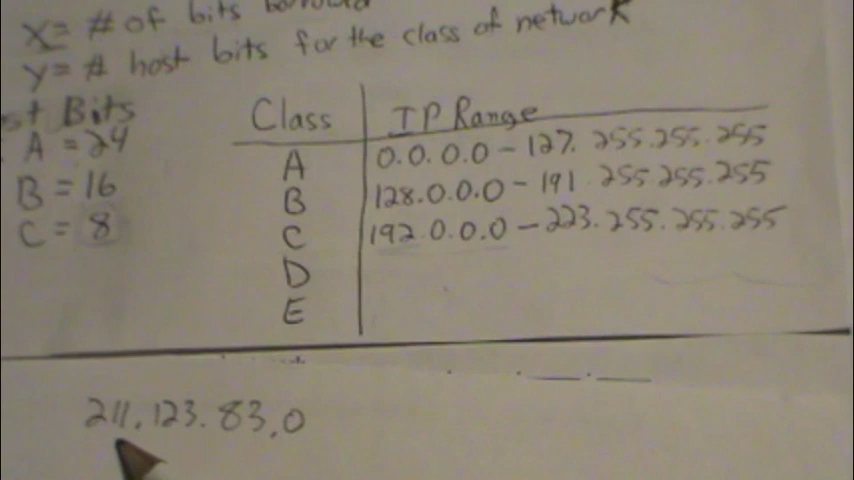 X= # of bits borrowed
Y= # host bits for the class of network
st Bits
A = 24
B = 16
C = 8
Class IP Range
A 0.0.0.0 - 127. 255.255.255
B 128.0.0.0 - 191 255.255.255
C 192.0.0.0 - 223.255.255.255
D
E
211.123.83.0